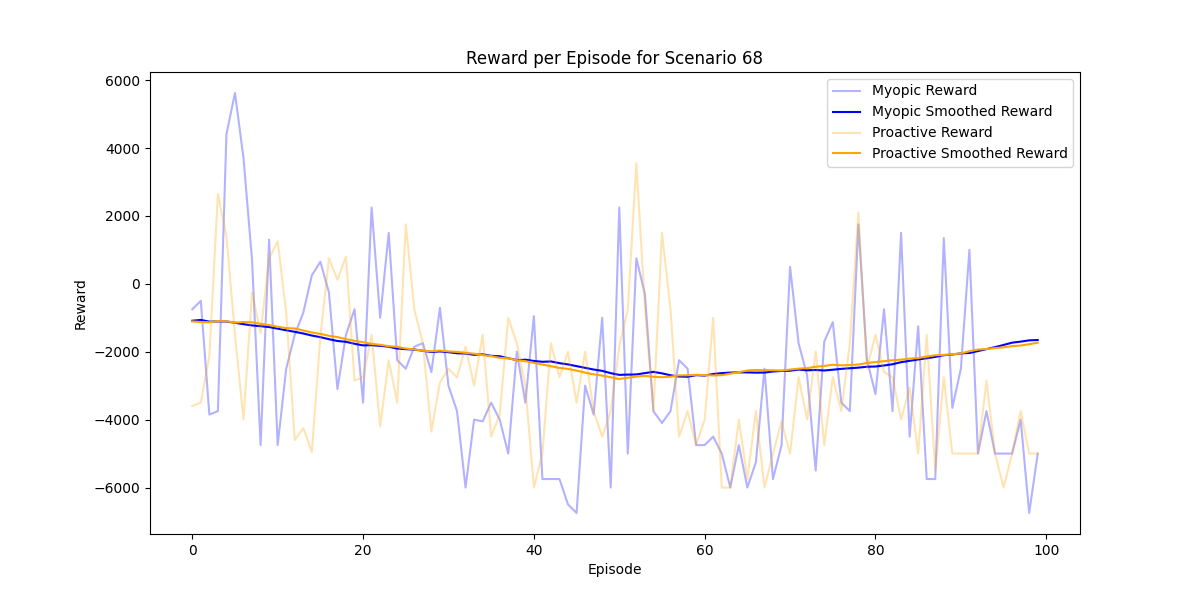 Reward per Episode for Scenario 68
Reward
6000
4000
2000
0
−2000
−4000
−6000
Myopic Reward
Myopic Smoothed Reward
Proactive Reward
Proactive Smoothed Reward
0 20 40 60 80 100
Episode